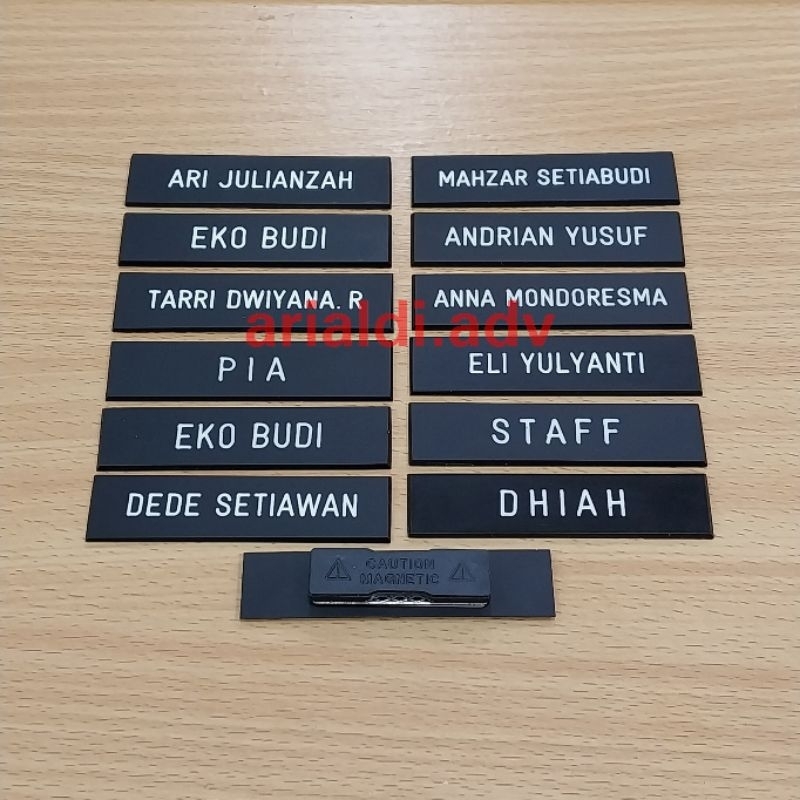 ARI JULIANZAH
MAHZAR SETIABUDI
EKO BUDI
ANDRIAN YUSUF
TARRI DWIYANA. R
ANNA MONDORESMA
arialdi.adv
PIA
ELI YULYANTI
EKO BUDI
STAFF
DEDE SETIAWAN
DHIAH
CAUTION
MAGNETIC